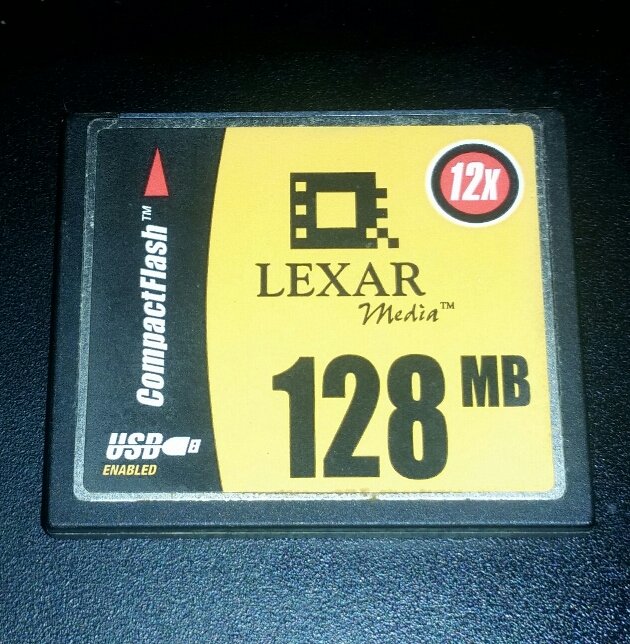 12x
LEXAR
Media™
128 MB
CompactFlash™
USB
ENABLED